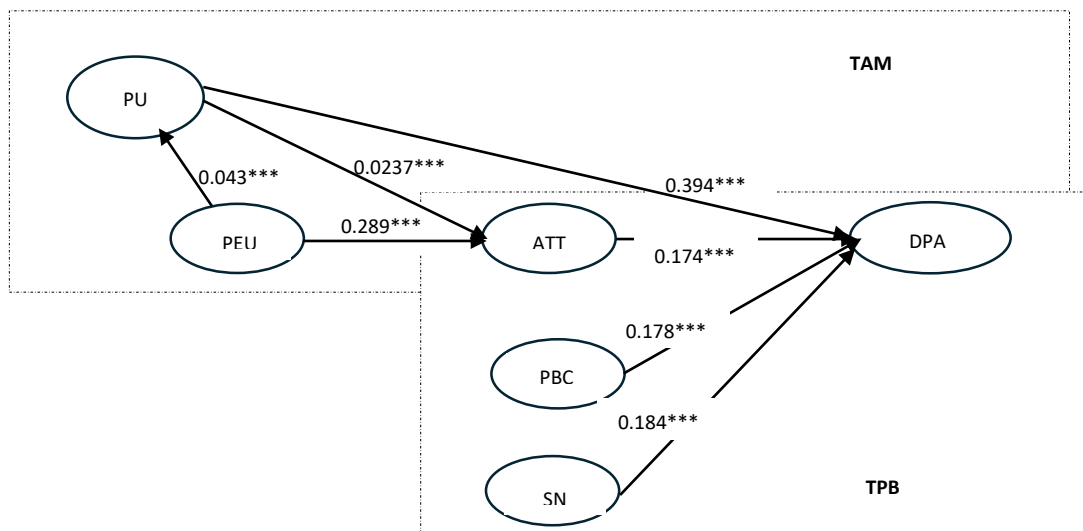 TAM
PU
0.0237***
0.043***
0.394***
0.289***
PEU
ATT
DPA
0.174***
0.178***
PBC
0.184***
SN
TPB